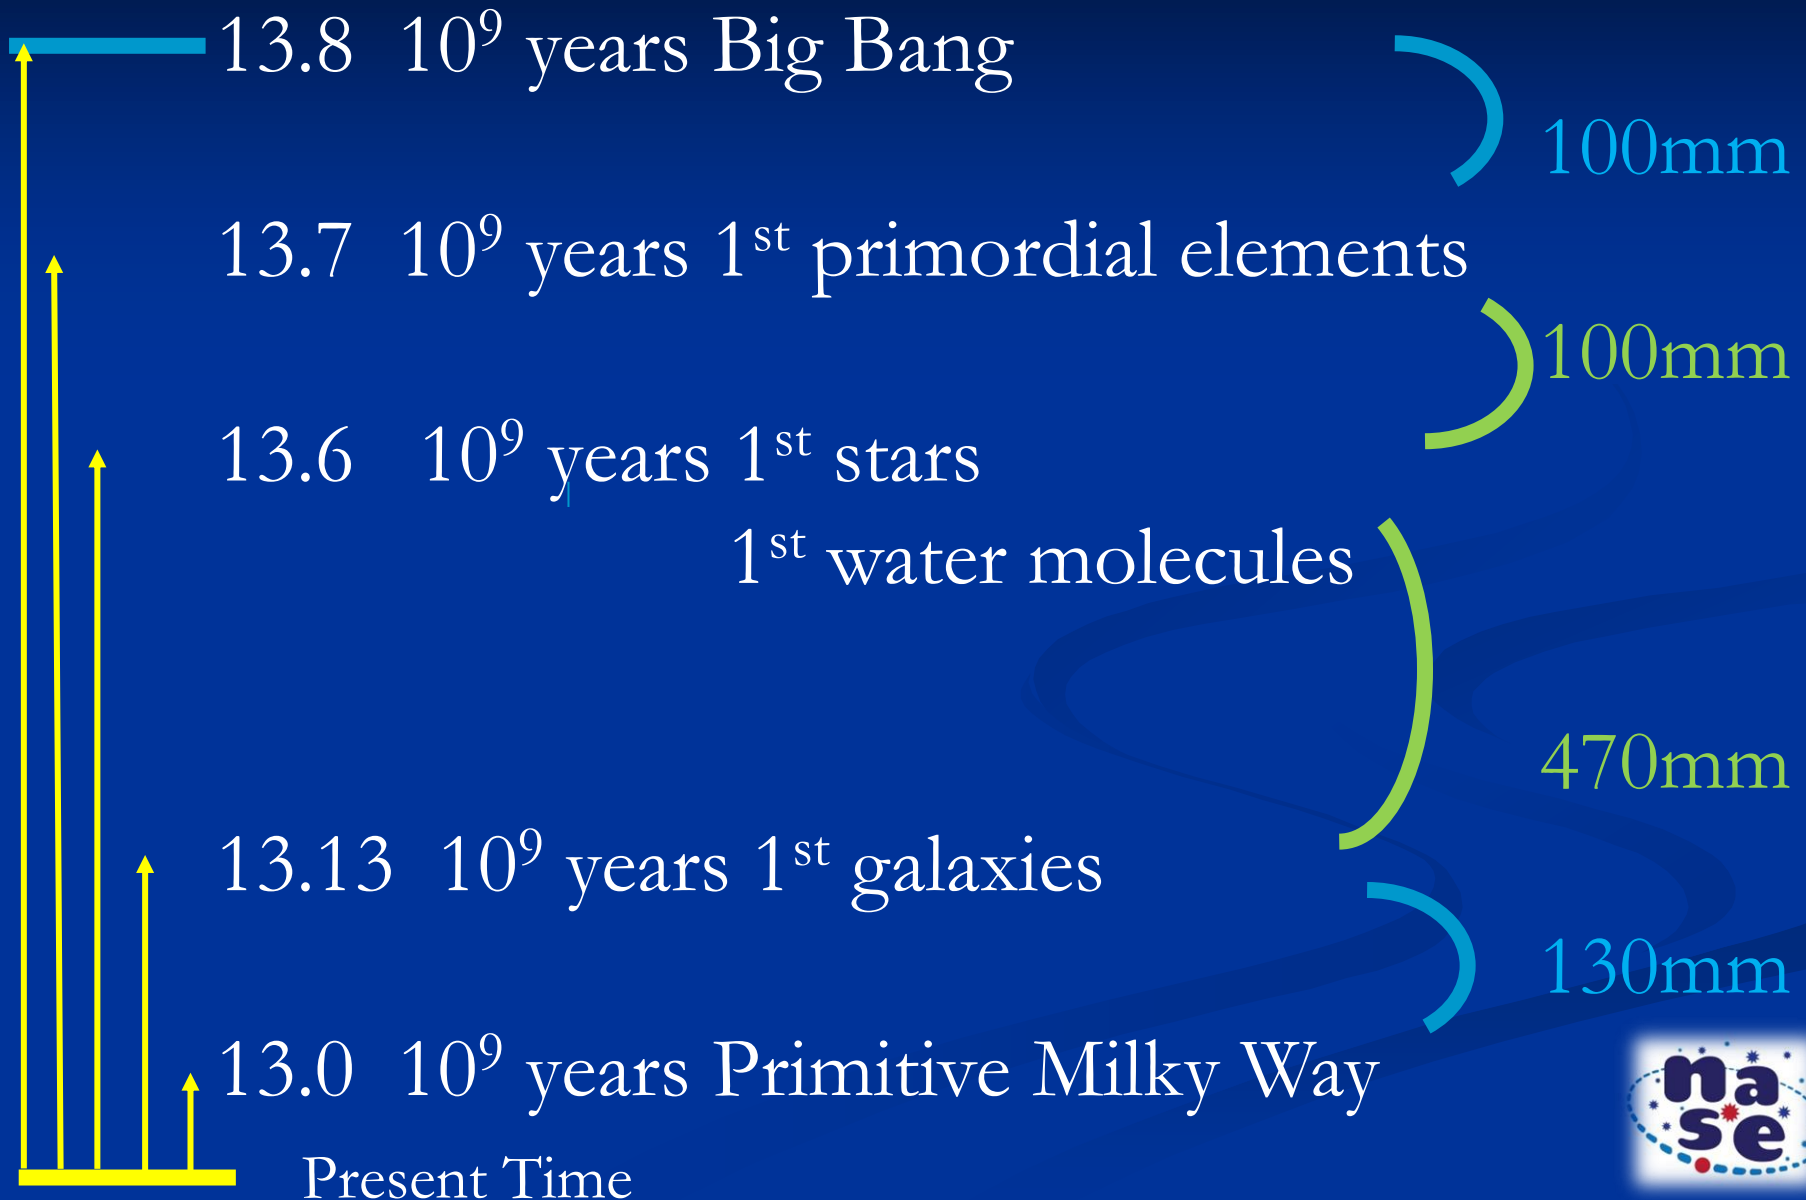 13.8 10⁹ years Big Bang
100mm
13.7 10⁹ years 1ˢᵗ primordial elements
100mm
13.6 10⁹ years 1ˢᵗ stars
1ˢᵗ water molecules
470mm
13.13 10⁹ years 1ˢᵗ galaxies
130mm
13.0 10⁹ years Primitive Milky Way
Present Time
na
se